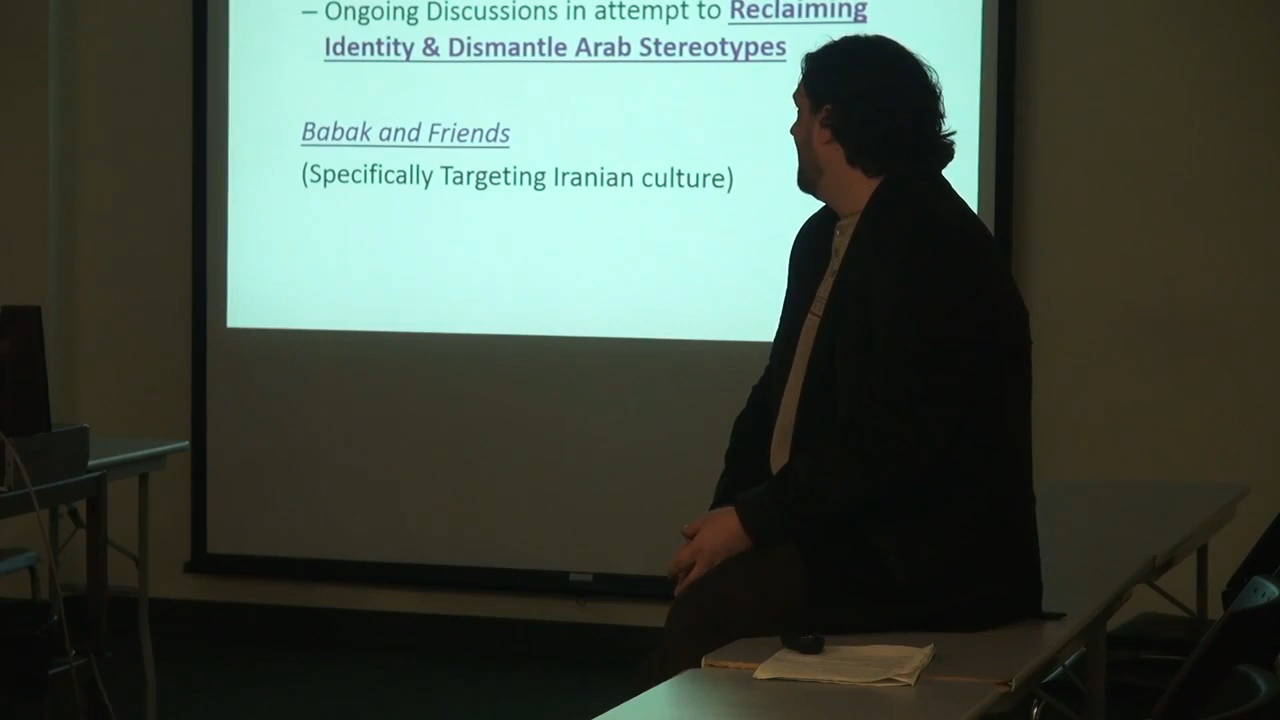 – Ongoing Discussions in attempt to Reclaiming
Identity & Dismantle Arab Stereotypes
Babak and Friends
(Specifically Targeting Iranian culture)